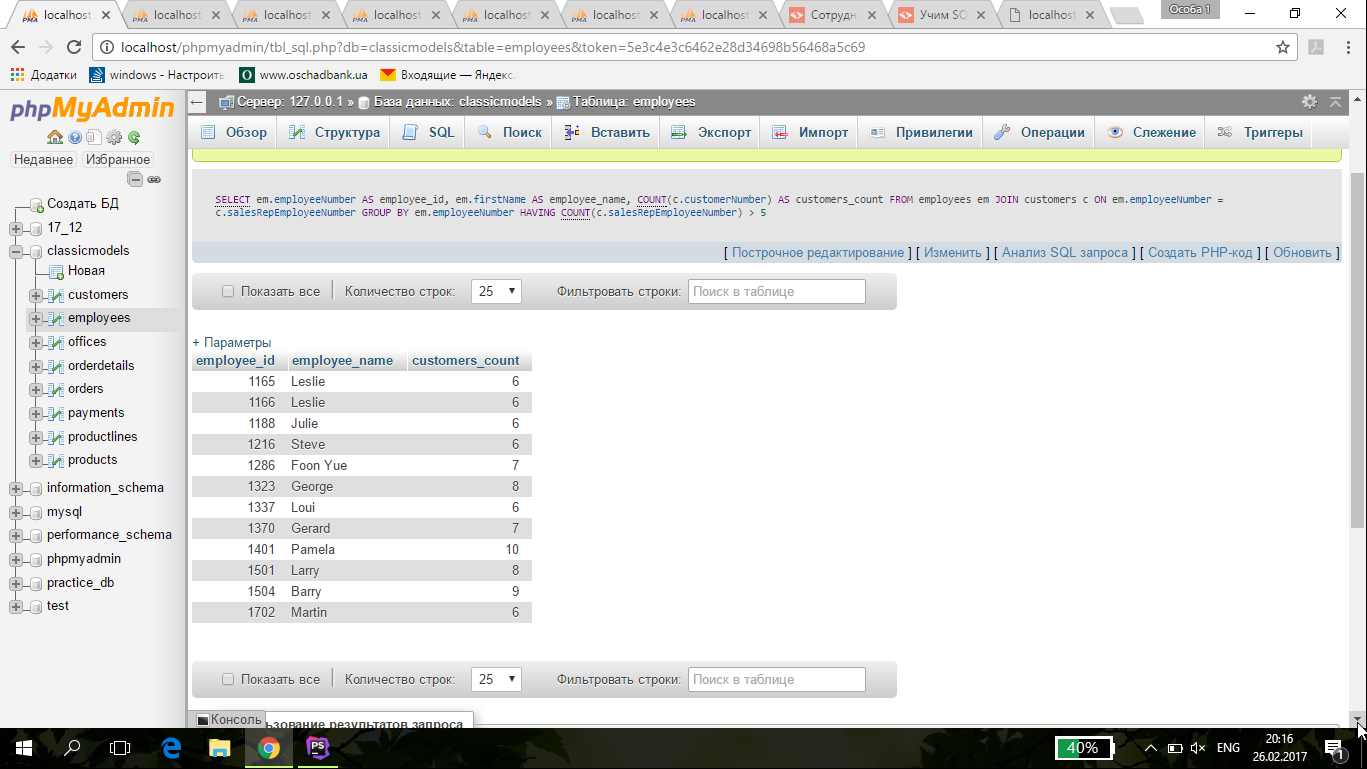 localhost localhost localhost localhost localhost localhost localhost Сотрудн Учим SQ localhost Особа 1
localhost/phpmyadmin/tbl_sql.php?db=classicmodels&table=employees&token=5e3c4e3c6462e28d34698b56468a5c69
Додатки windows - Настроить www.oschadbank.ua Входящие — Яндекс
phpMyAdmin
Недавнее Избранное
Создать БД
17_12
classicmodels
Новая
customers
employees
offices
orderdetails
orders
payments
productlines
products
information_schema
mysql
performance_schema
phpmyadmin
practice_db
test
Сервер: 127.0.0.1 » База данных: classicmodels » Таблица: employees
Обзор Структура SQL Поиск Вставить Экспорт Импорт Привилегии Операции Слежение Триггеры
SELECT em.employeeNumber AS employee_id, em.firstName AS employee_name, COUNT(c.customerNumber) AS customers_count FROM employees em JOIN customers c ON em.employeeNumber =
c.salesRepEmployeeNumber GROUP BY em.employeeNumber HAVING COUNT(c.salesRepEmployeeNumber) > 5
[ Построчное редактирование ] [ Изменить ] [ Анализ SQL запроса ] [ Создать PHP-код ] [ Обновить ]
Показать все Количество строк: 25 Фильтровать строки: Поиск в таблице
+ Параметры
employee_id employee_name customers_count
1165 Leslie 6
1166 Leslie 6
1188 Julie 6
1216 Steve 6
1286 Foon Yue 7
1323 George 8
1337 Loui 6
1370 Gerard 7
1401 Pamela 10
1501 Larry 8
1504 Barry 9
1702 Martin 6
Показать все Количество строк: 25 Фильтровать строки: Поиск в таблице
Консоль ьзование результатов запроса
40% ENG 20:16
26.02.2017 1